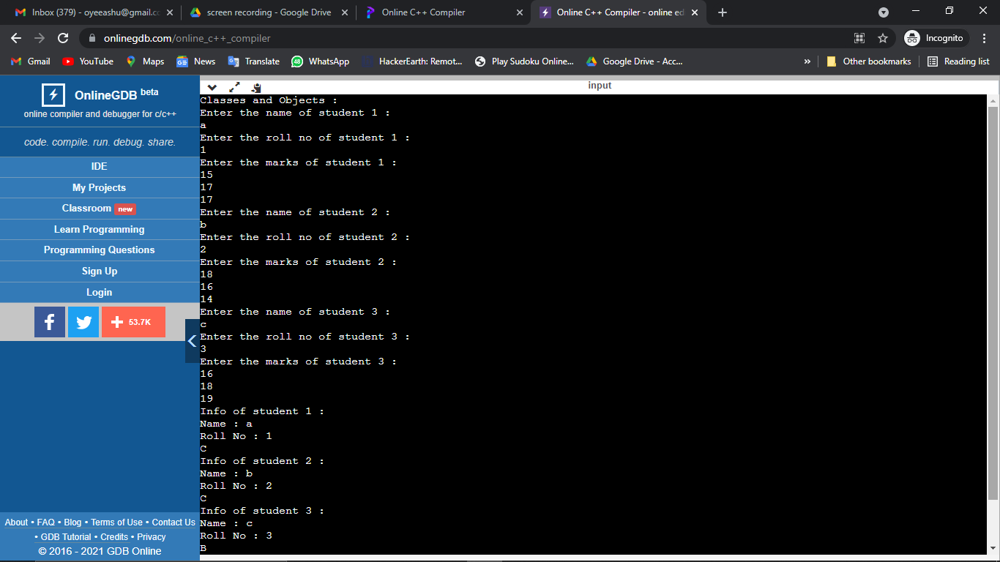 Inbox (379) - oyeeashu@gmail.cc
screen recording - Google Drive
Online C++ Compiler
Online C++ Compiler - online ed
onlinegdb.com/online_c++_compiler
Incognito
Gmail
YouTube
Maps
News
Translate
48
WhatsApp
HackerEarth: Remot...
Play Sudoku Online...
Google Drive - Acc...
»
Other bookmarks
Reading list
OnlineGDB beta
online compiler and debugger for c/c++
code. compile. run. debug. share.
IDE
My Projects
Classroom new
Learn Programming
Programming Questions
Sign Up
Login
53.7K
About • FAQ • Blog • Terms of Use • Contact Us
• GDB Tutorial • Credits • Privacy
© 2016 - 2021 GDB Online
input
Classes and Objects :
Enter the name of student 1 :
a
Enter the roll no of student 1 :
1
Enter the marks of student 1 :
15
17
17
Enter the name of student 2 :
b
Enter the roll no of student 2 :
2
Enter the marks of student 2 :
18
16
14
Enter the name of student 3 :
c
Enter the roll no of student 3 :
3
Enter the marks of student 3 :
16
18
19
Info of student 1 :
Name : a
Roll No : 1
C
Info of student 2 :
Name : b
Roll No : 2
C
Info of student 3 :
Name : c
Roll No : 3
B